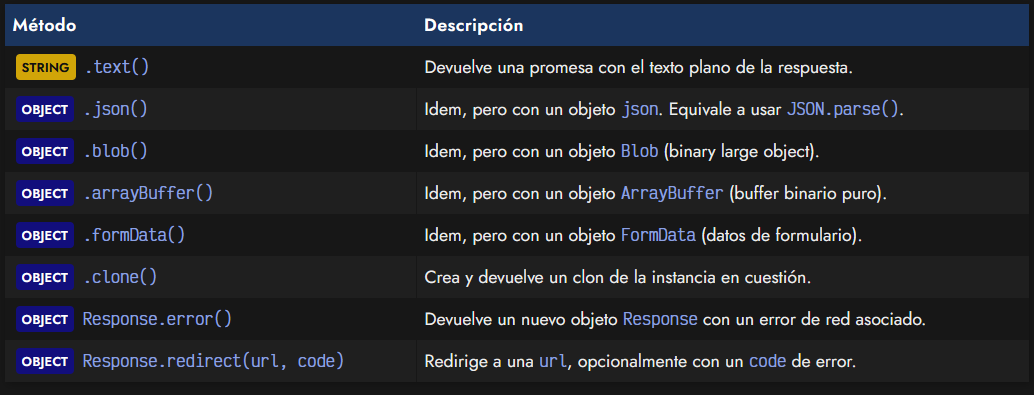 Método Descripción
STRING .text() Devuelve una promesa con el texto plano de la respuesta.
OBJECT .json() Idem, pero con un objeto json. Equivale a usar JSON.parse().
OBJECT .blob() Idem, pero con un objeto Blob (binary large object).
OBJECT .arrayBuffer() Idem, pero con un objeto ArrayBuffer (buffer binario puro).
OBJECT .formData() Idem, pero con un objeto FormData (datos de formulario).
OBJECT .clone() Crea y devuelve un clon de la instancia en cuestión.
OBJECT Response.error() Devuelve un nuevo objeto Response con un error de red asociado.
OBJECT Response.redirect(url, code) Redirige a una url, opcionalmente con un code de error.